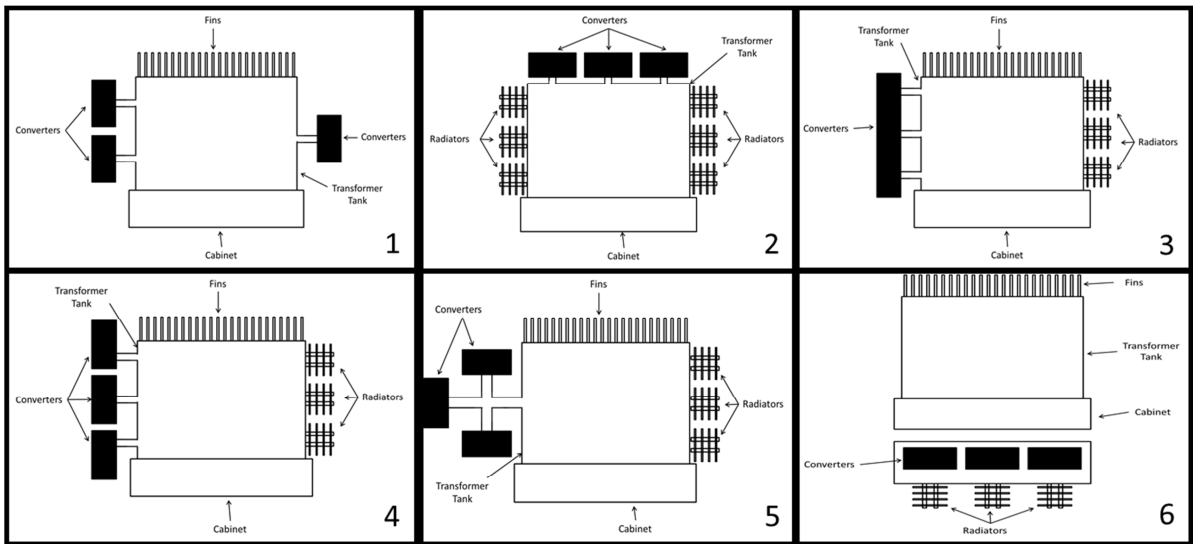 Fins
Converters
Converters
Transformer
Tank
Cabinet
1
Converters
Transformer
Tank
Radiators
Radiators
Cabinet
2
Fins
Transformer
Tank
Converters
Radiators
Cabinet
3
Fins
Transformer
Tank
Converters
Radiators
Cabinet
4
Fins
Converters
Radiators
Transformer
Tank
Cabinet
5
Fins
Transformer
Tank
Cabinet
Converters
Radiators
6